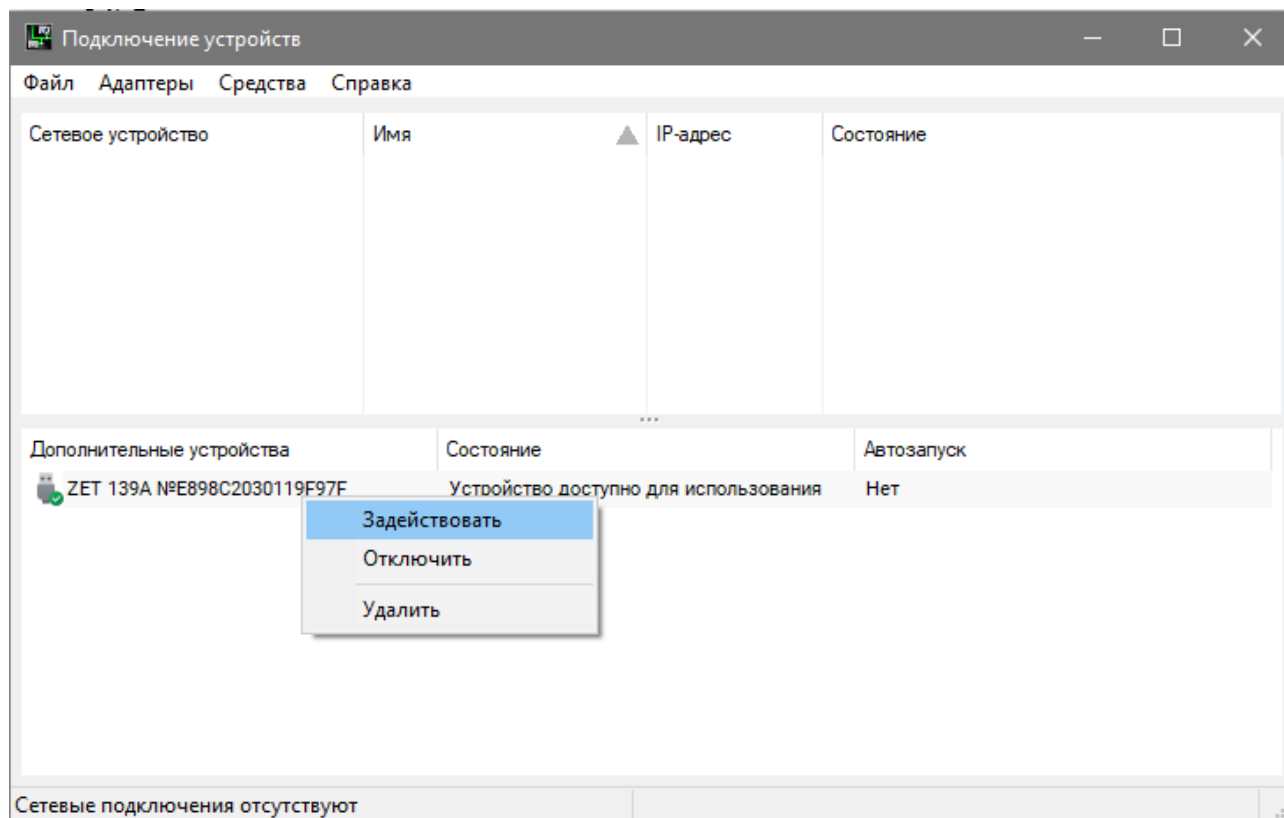 Подключение устройств
Файл Адаптеры Средства Справка
Сетевое устройство Имя IP-адрес Состояние
Дополнительные устройства Состояние Автозапуск
ZET 139A №E898C2030119F97F Устройство доступно для использования Нет
Задействовать
Отключить
Удалить
Сетевые подключения отсутствуют